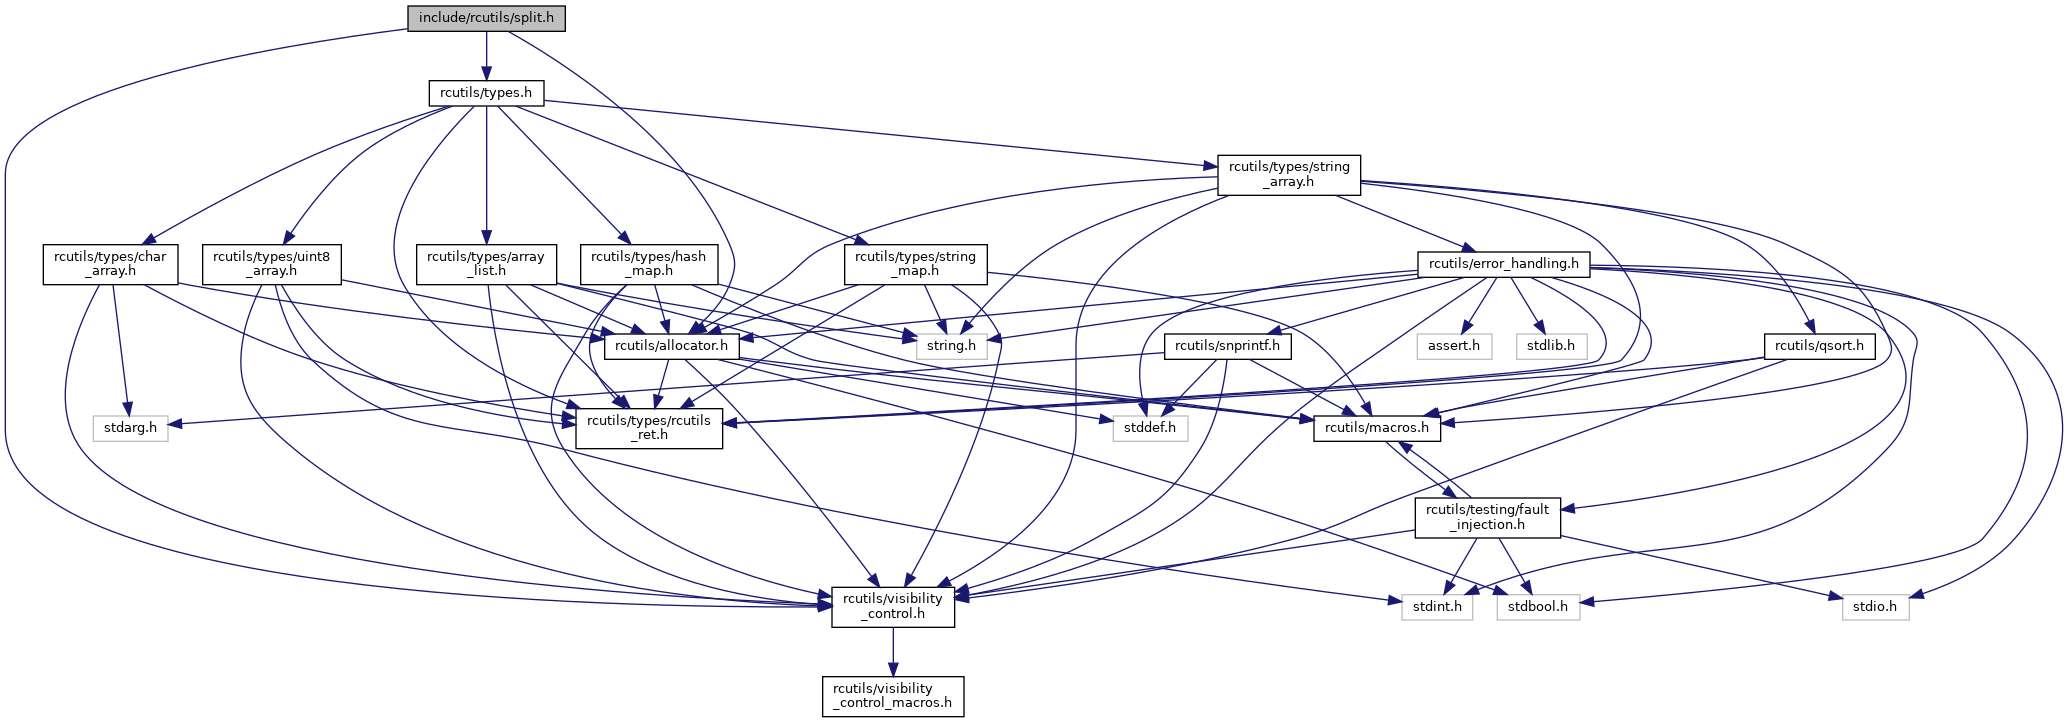 include/rcutils/split.h
rcutils/types.h
rcutils/types/string
_array.h
rcutils/types/char
_array.h
rcutils/types/uint8
_array.h
rcutils/types/array
_list.h
rcutils/types/hash
_map.h
rcutils/types/string
_map.h
rcutils/error_handling.h
rcutils/allocator.h
string.h
rcutils/snprintf.h
assert.h
stdlib.h
rcutils/qsort.h
stdarg.h
rcutils/types/rcutils
_ret.h
stddef.h
rcutils/macros.h
rcutils/testing/fault
_injection.h
rcutils/visibility
_control.h
stdint.h
stdbool.h
stdio.h
rcutils/visibility
_control_macros.h